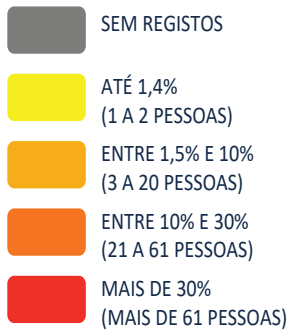 SEM REGISTOS
ATÉ 1,4%
(1 A 2 PESSOAS)
ENTRE 1,5% E 10%
(3 A 20 PESSOAS)
ENTRE 10% E 30%
(21 A 61 PESSOAS)
MAIS DE 30%
(MAIS DE 61 PESSOAS)